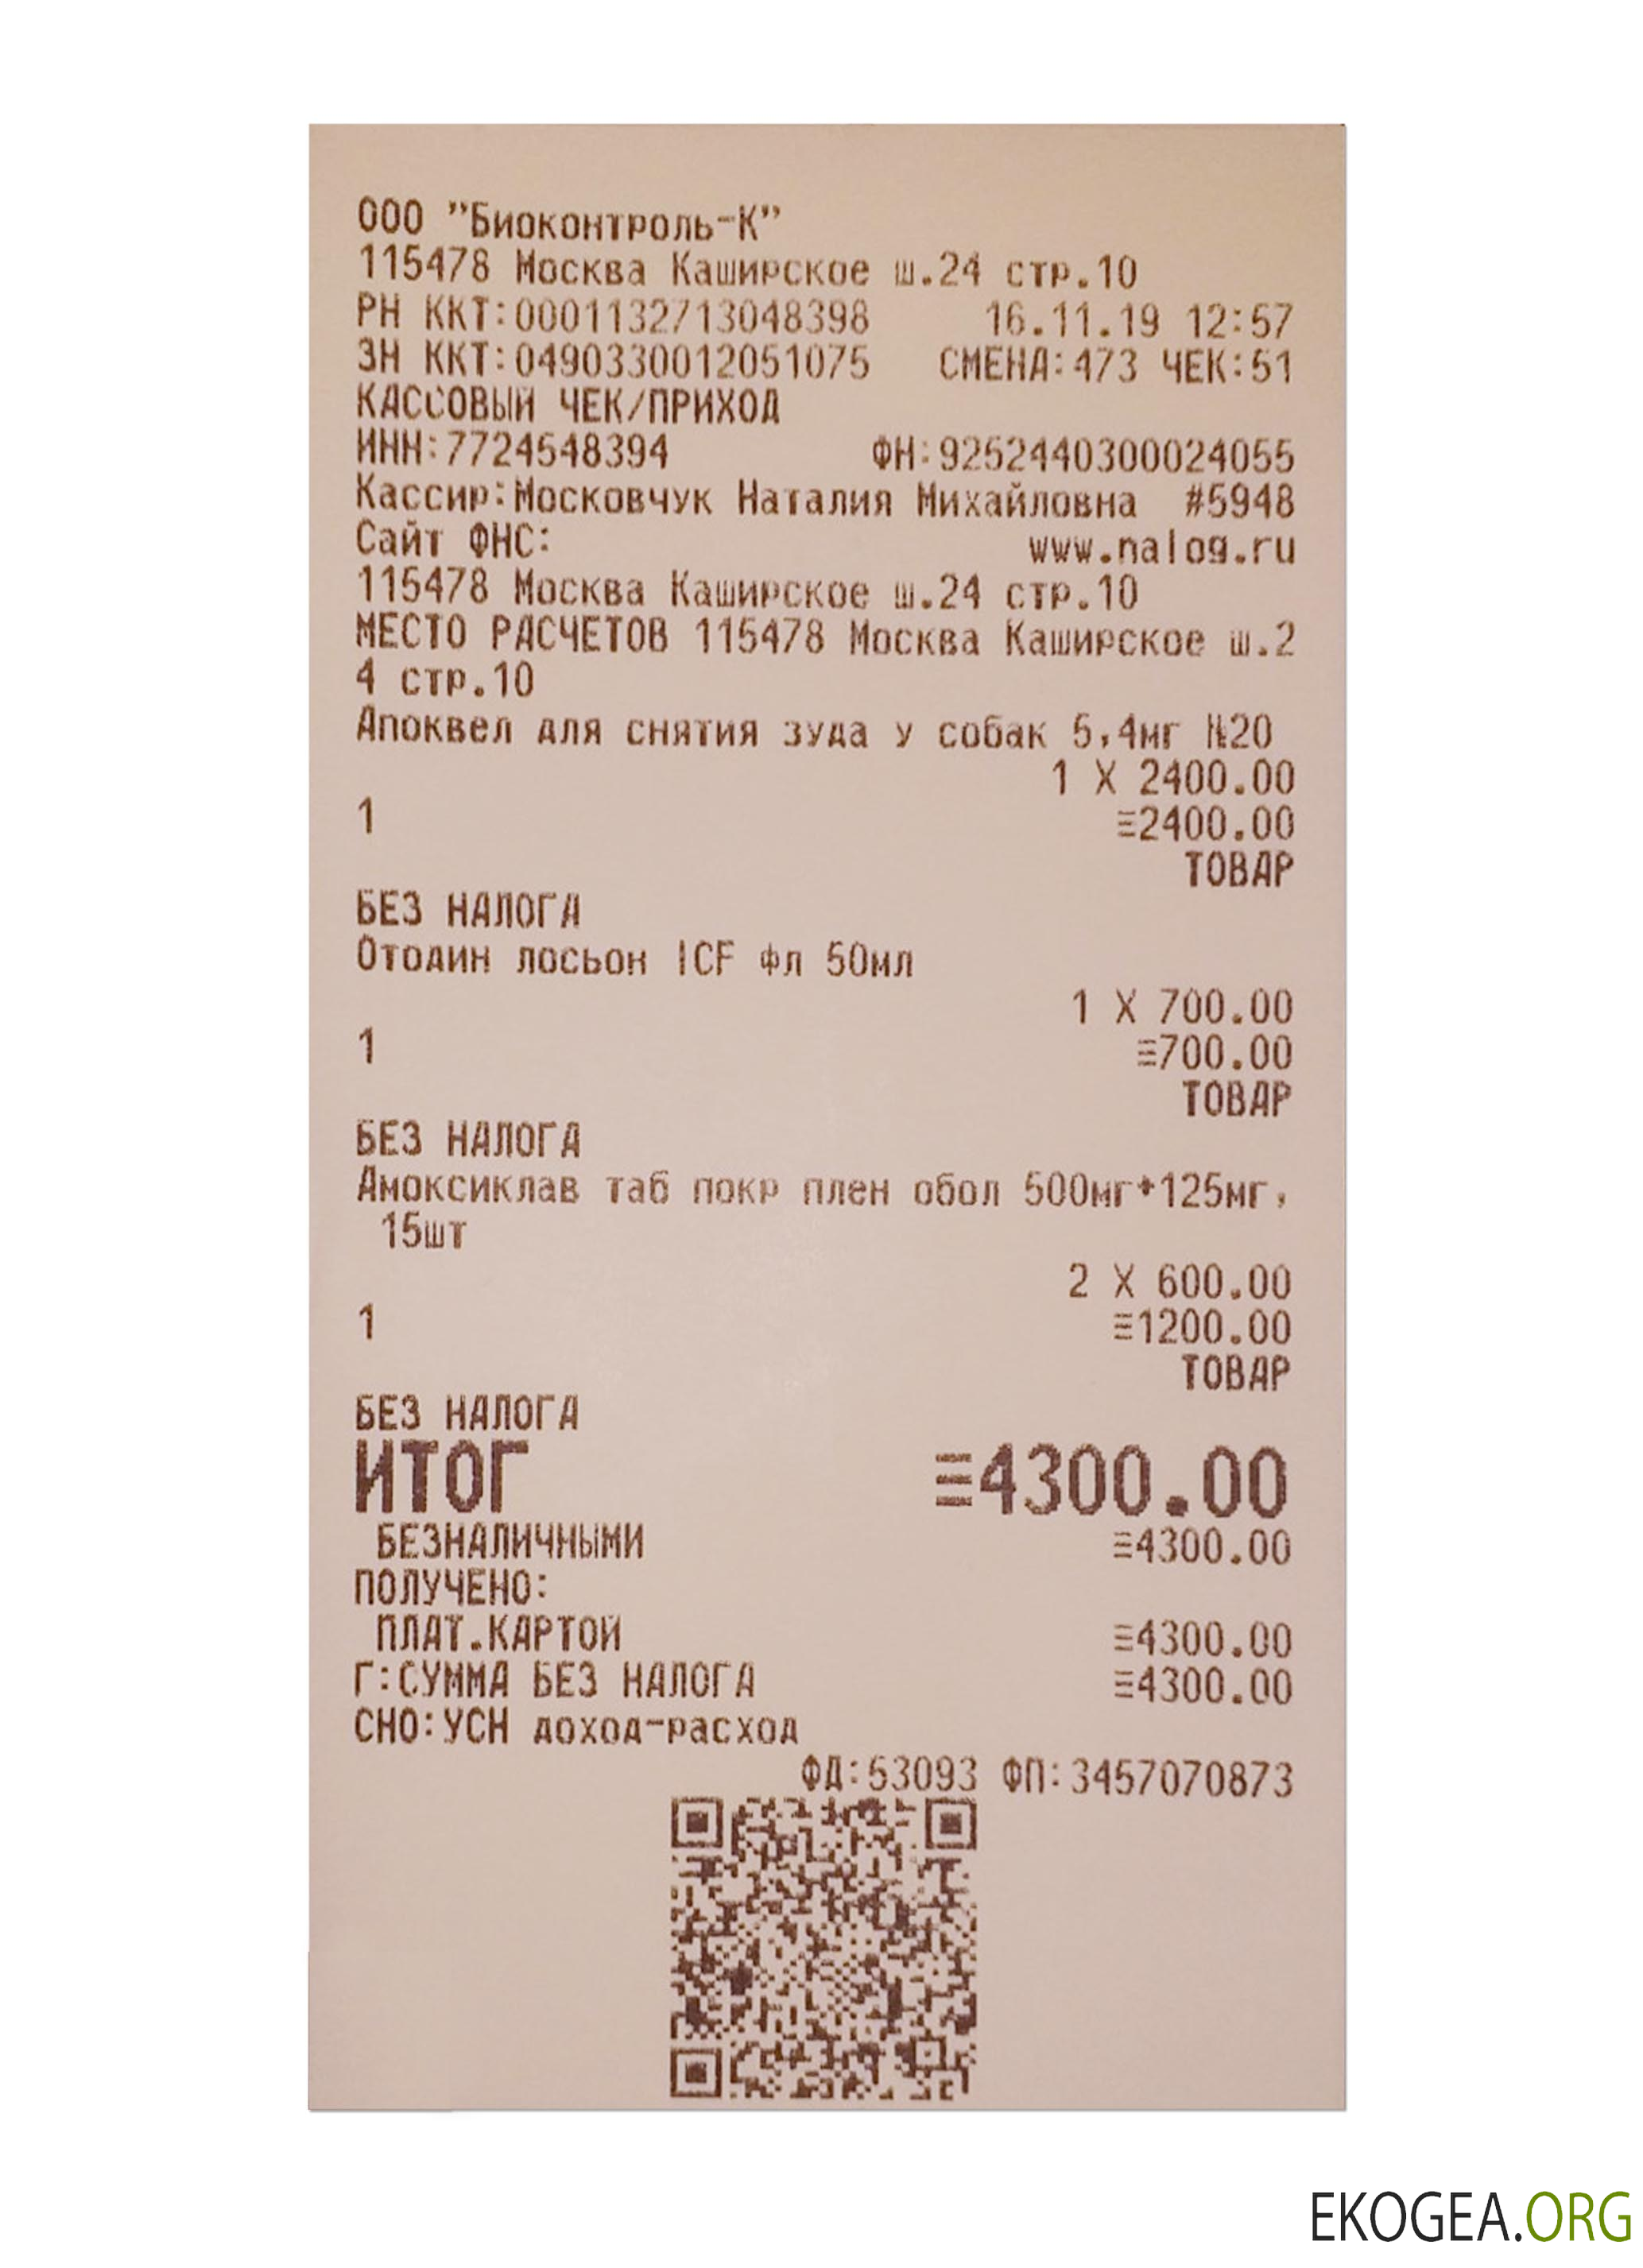 ООО "Биоконтроль-К"
115478 Москва Каширское ш.24 стр.10
РН ККТ:0001132713048398 16.11.19 12:57
ЗН ККТ:0490330012051075 СМЕНА:473 ЧЕК:51
КАССОВЫЙ ЧЕК/ПРИХОД
ИНН:7724548394 ФН:9252440300024055
Кассир:Московчук Наталия Михайловна #5948
Сайт ФНС: www.nalog.ru
115478 Москва Каширское ш.24 стр.10
МЕСТО РАСЧЕТОВ 115478 Москва Каширское ш.2
4 стр.10
Апоквел для снятия зуда у собак 5,4мг №20
1 X 2400.00
1 ≡2400.00
ТОВАР
БЕЗ НАЛОГА
Отодин лосьон ICF фл 50мл
1 X 700.00
1 ≡700.00
ТОВАР
БЕЗ НАЛОГА
Амоксиклав таб покр плен обол 500мг+125мг,
15шт
2 X 600.00
1 ≡1200.00
ТОВАР
БЕЗ НАЛОГА
ИТОГ ≡4300.00
БЕЗНАЛИЧНЫМИ ≡4300.00
ПОЛУЧЕНО:
ПЛАТ.КАРТОЙ ≡4300.00
Г:СУММА БЕЗ НАЛОГА ≡4300.00
СНО:УСН доход-расход
ФД:53093 ФП:3457070873
EKOGEA.ORG